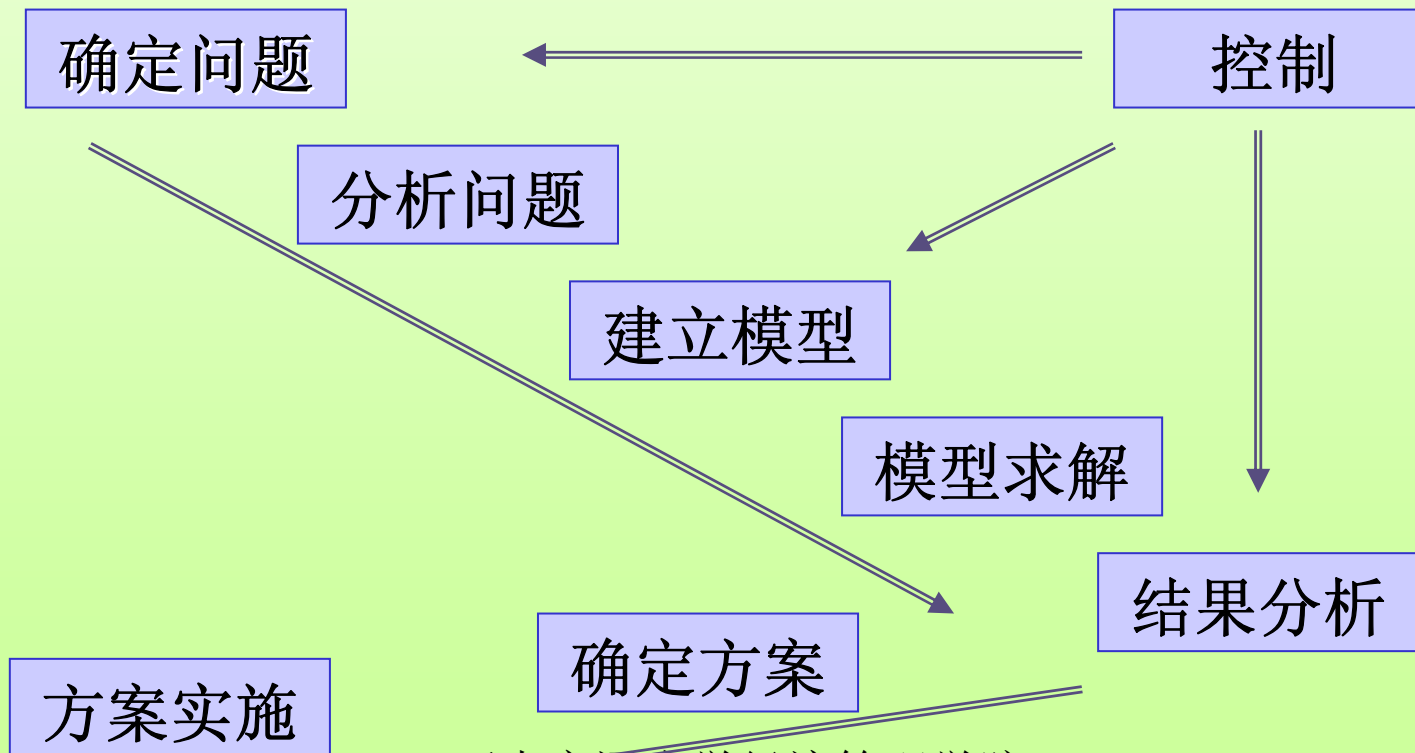 确定问题
控制
分析问题
建立模型
模型求解
结果分析
确定方案
方案实施